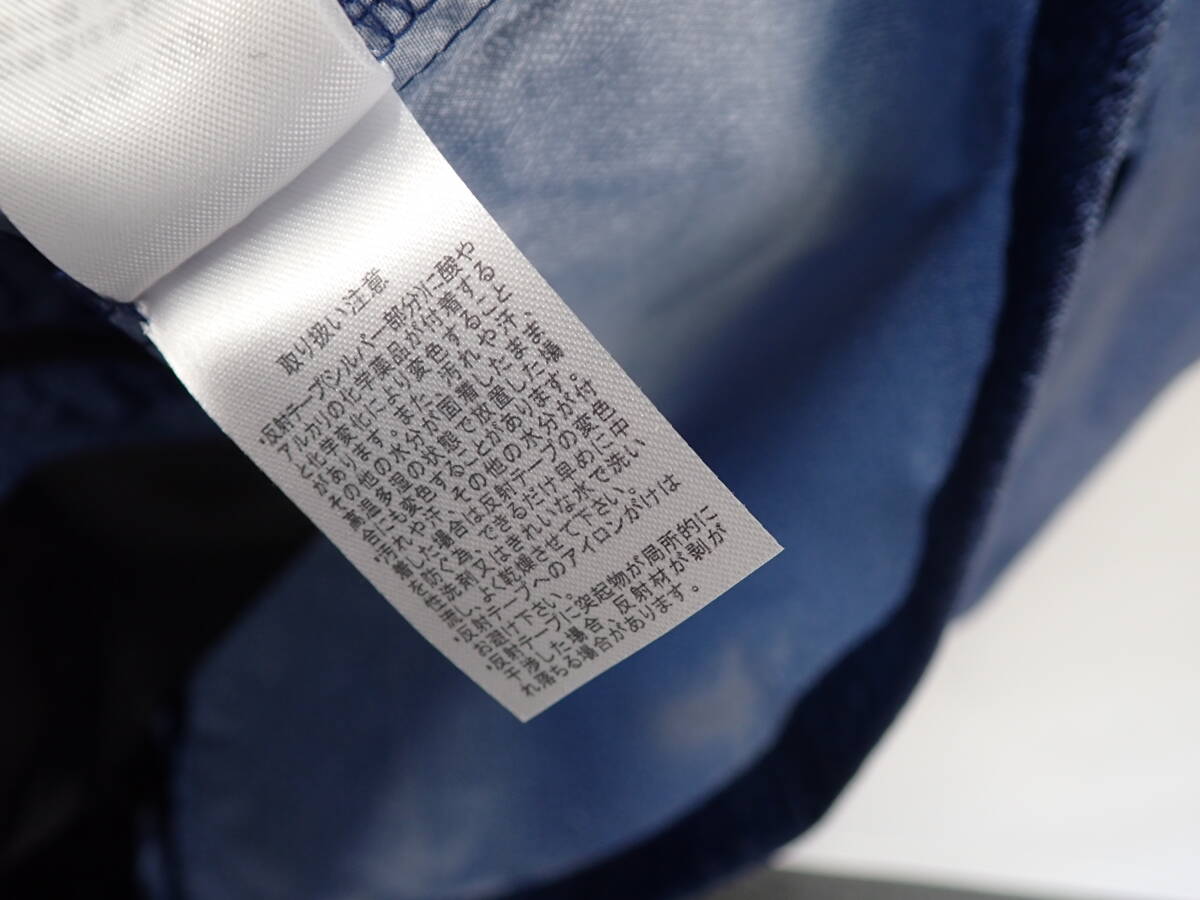 取り扱い注意
・反射テープ(シルバー部分)に酸や
アルカリの化学薬品が付着する
と化学変化により変色すること
があります。また、汚れや汗、
その他の水分が固着したまま、
高温多湿の状態で放置した場
合にも変色することがあります。
汚れや汗、その他の水分が付
着した場合は反射テープの変色
を防ぐ為、できるだけ早めに中
性洗剤又はきれいな水で洗い
流し、よく乾燥させて下さい。
・反射テープへのアイロンがけは
お避け下さい。
・反射テープに突起物が局所的に
干渉した場合、反射材が剥が
れ落ちる場合があります。